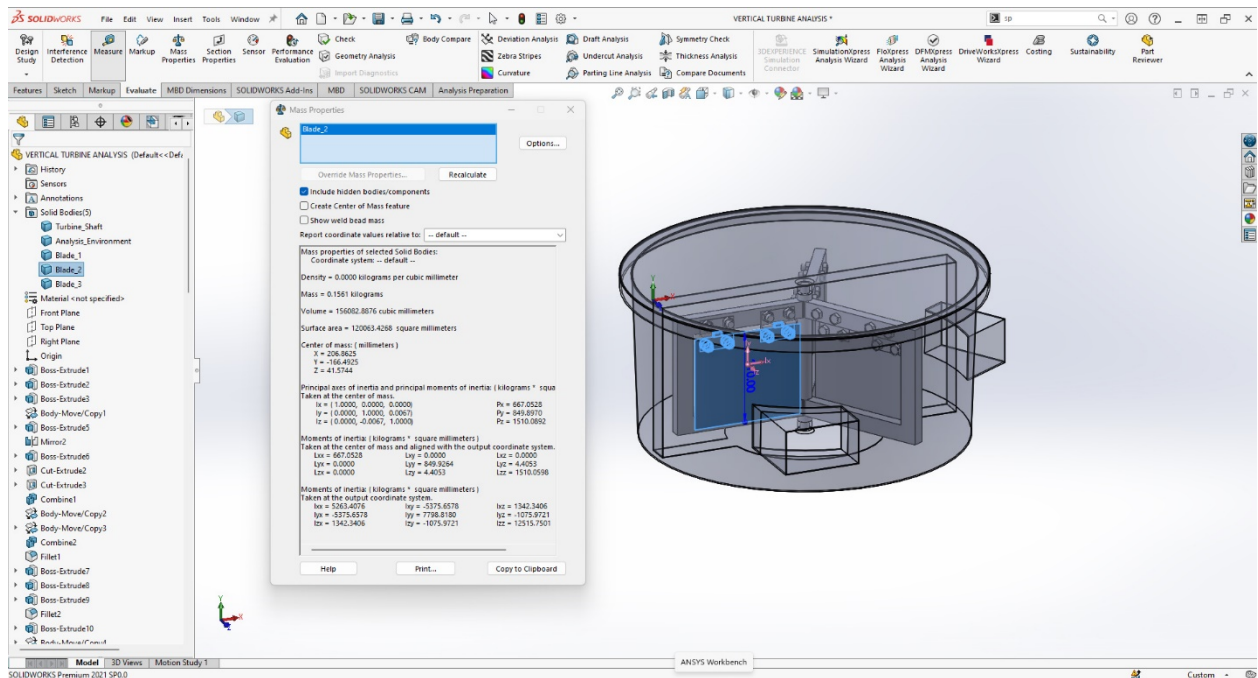 SOLIDWORKS File Edit View Insert Tools Window VERTICAL TURBINE ANALYSIS * sp
Design Study
Interference Detection
Measure
Markup
Mass Properties
Section Properties
Sensor
Performance Evaluation
Check
Geometry Analysis
Import Diagnostics
Body Compare
Deviation Analysis
Zebra Stripes
Curvature
Draft Analysis
Undercut Analysis
Parting Line Analysis
Symmetry Check
Thickness Analysis
Compare Documents
3DEXPERIENCE Simulation Connector
SimulationXpress Analysis Wizard
FloXpress Analysis Wizard
DFMXpress Analysis Wizard
DriveWorksXpress Wizard
Costing
Sustainability
Part Reviewer
Features Sketch Markup Evaluate MBD Dimensions SOLIDWORKS Add-Ins MBD SOLIDWORKS CAM Analysis Preparation
VERTICAL TURBINE ANALYSIS (Default<<Defa
History
Sensors
Annotations
Solid Bodies(5)
Turbine_Shaft
Analysis_Environment
Blade_1
Blade_2
Blade_3
Material <not specified>
Front Plane
Top Plane
Right Plane
Origin
Boss-Extrude1
Boss-Extrude2
Boss-Extrude3
Body-Move/Copy1
Boss-Extrude5
Mirror2
Boss-Extrude6
Cut-Extrude2
Cut-Extrude3
Combine1
Body-Move/Copy2
Body-Move/Copy3
Combine2
Fillet1
Boss-Extrude7
Boss-Extrude8
Boss-Extrude9
Fillet2
Boss-Extrude10
Mass Properties
Blade_2
Options...
Override Mass Properties... Recalculate
Include hidden bodies/components
Create Center of Mass feature
Show weld bead mass
Report coordinate values relative to: -- default --
Mass properties of selected Solid Bodies:
Coordinate system: -- default --
Density = 0.0000 kilograms per cubic millimeter
Mass = 0.1561 kilograms
Volume = 156082.8876 cubic millimeters
Surface area = 120063.4268 square millimeters
Center of mass: ( millimeters )
X = 206.8625
Y = -166.4925
Z = 41.5744
Principal axes of inertia and principal moments of inertia: ( kilograms * squa
Taken at the center of mass.
Ix = ( 1.0000, 0.0000, 0.0000) Px = 667.0528
Iy = ( 0.0000, 1.0000, 0.0067) Py = 849.8970
Iz = ( 0.0000, -0.0067, 1.0000) Pz = 1510.0892
Moments of inertia: ( kilograms * square millimeters )
Taken at the center of mass and aligned with the output coordinate system.
Lxx = 667.0528 Lxy = 0.0000 Lxz = 0.0000
Lyx = 0.0000 Lyy = 849.9264 Lyz = 4.4053
Lzx = 0.0000 Lzy = 4.4053 Lzz = 1510.0598
Moments of inertia: ( kilograms * square millimeters )
Taken at the output coordinate system.
Ixx = 5263.4076 Ixy = -5375.6578 Ixz = 1342.3406
Iyx = -5375.6578 Iyy = 7798.8180 Iyz = -1075.9721
Izx = 1342.3406 Izy = -1075.9721 Izz = 12515.7501
Help Print... Copy to Clipboard
Y
X
Y
X
Z
Model 3D Views Motion Study 1
ANSYS Workbench
SOLIDWORKS Premium 2021 SP0.0 Custom